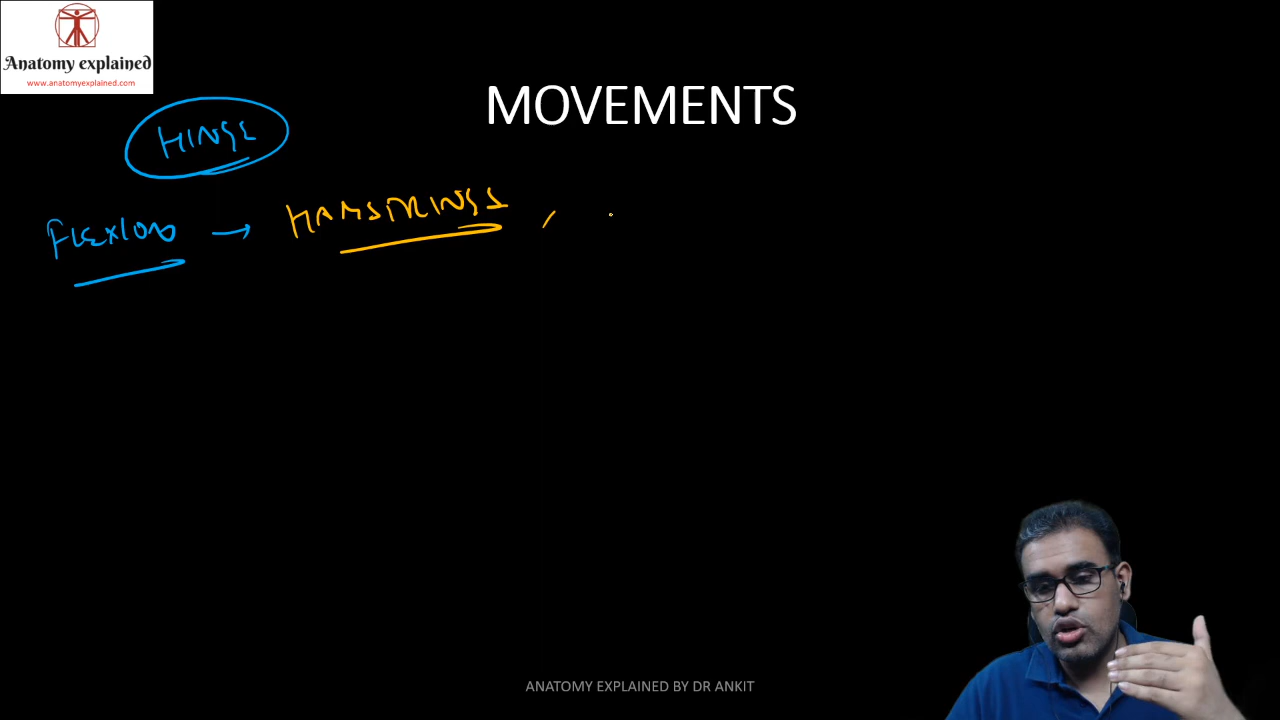 Anatomy explained
www.anatomyexplained.com
MOVEMENTS
HINGE
FLEXION → HAMSTRINGS ,
ANATOMY EXPLAINED BY DR ANKIT